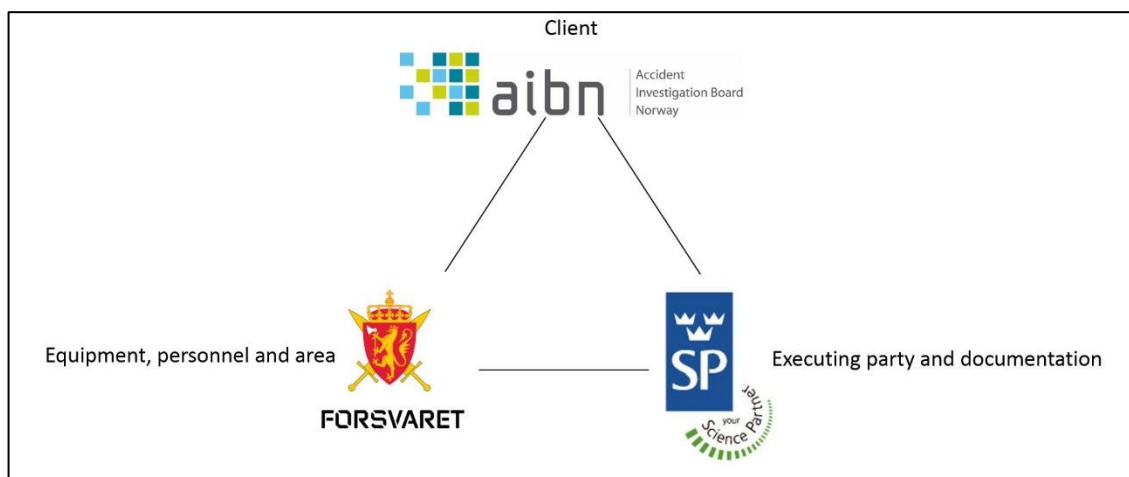 Client
aibn
Accident
Investigation Board
Norway
Equipment, personnel and area
FORSVARET
SP
your
Science Partner
Executing party and documentation